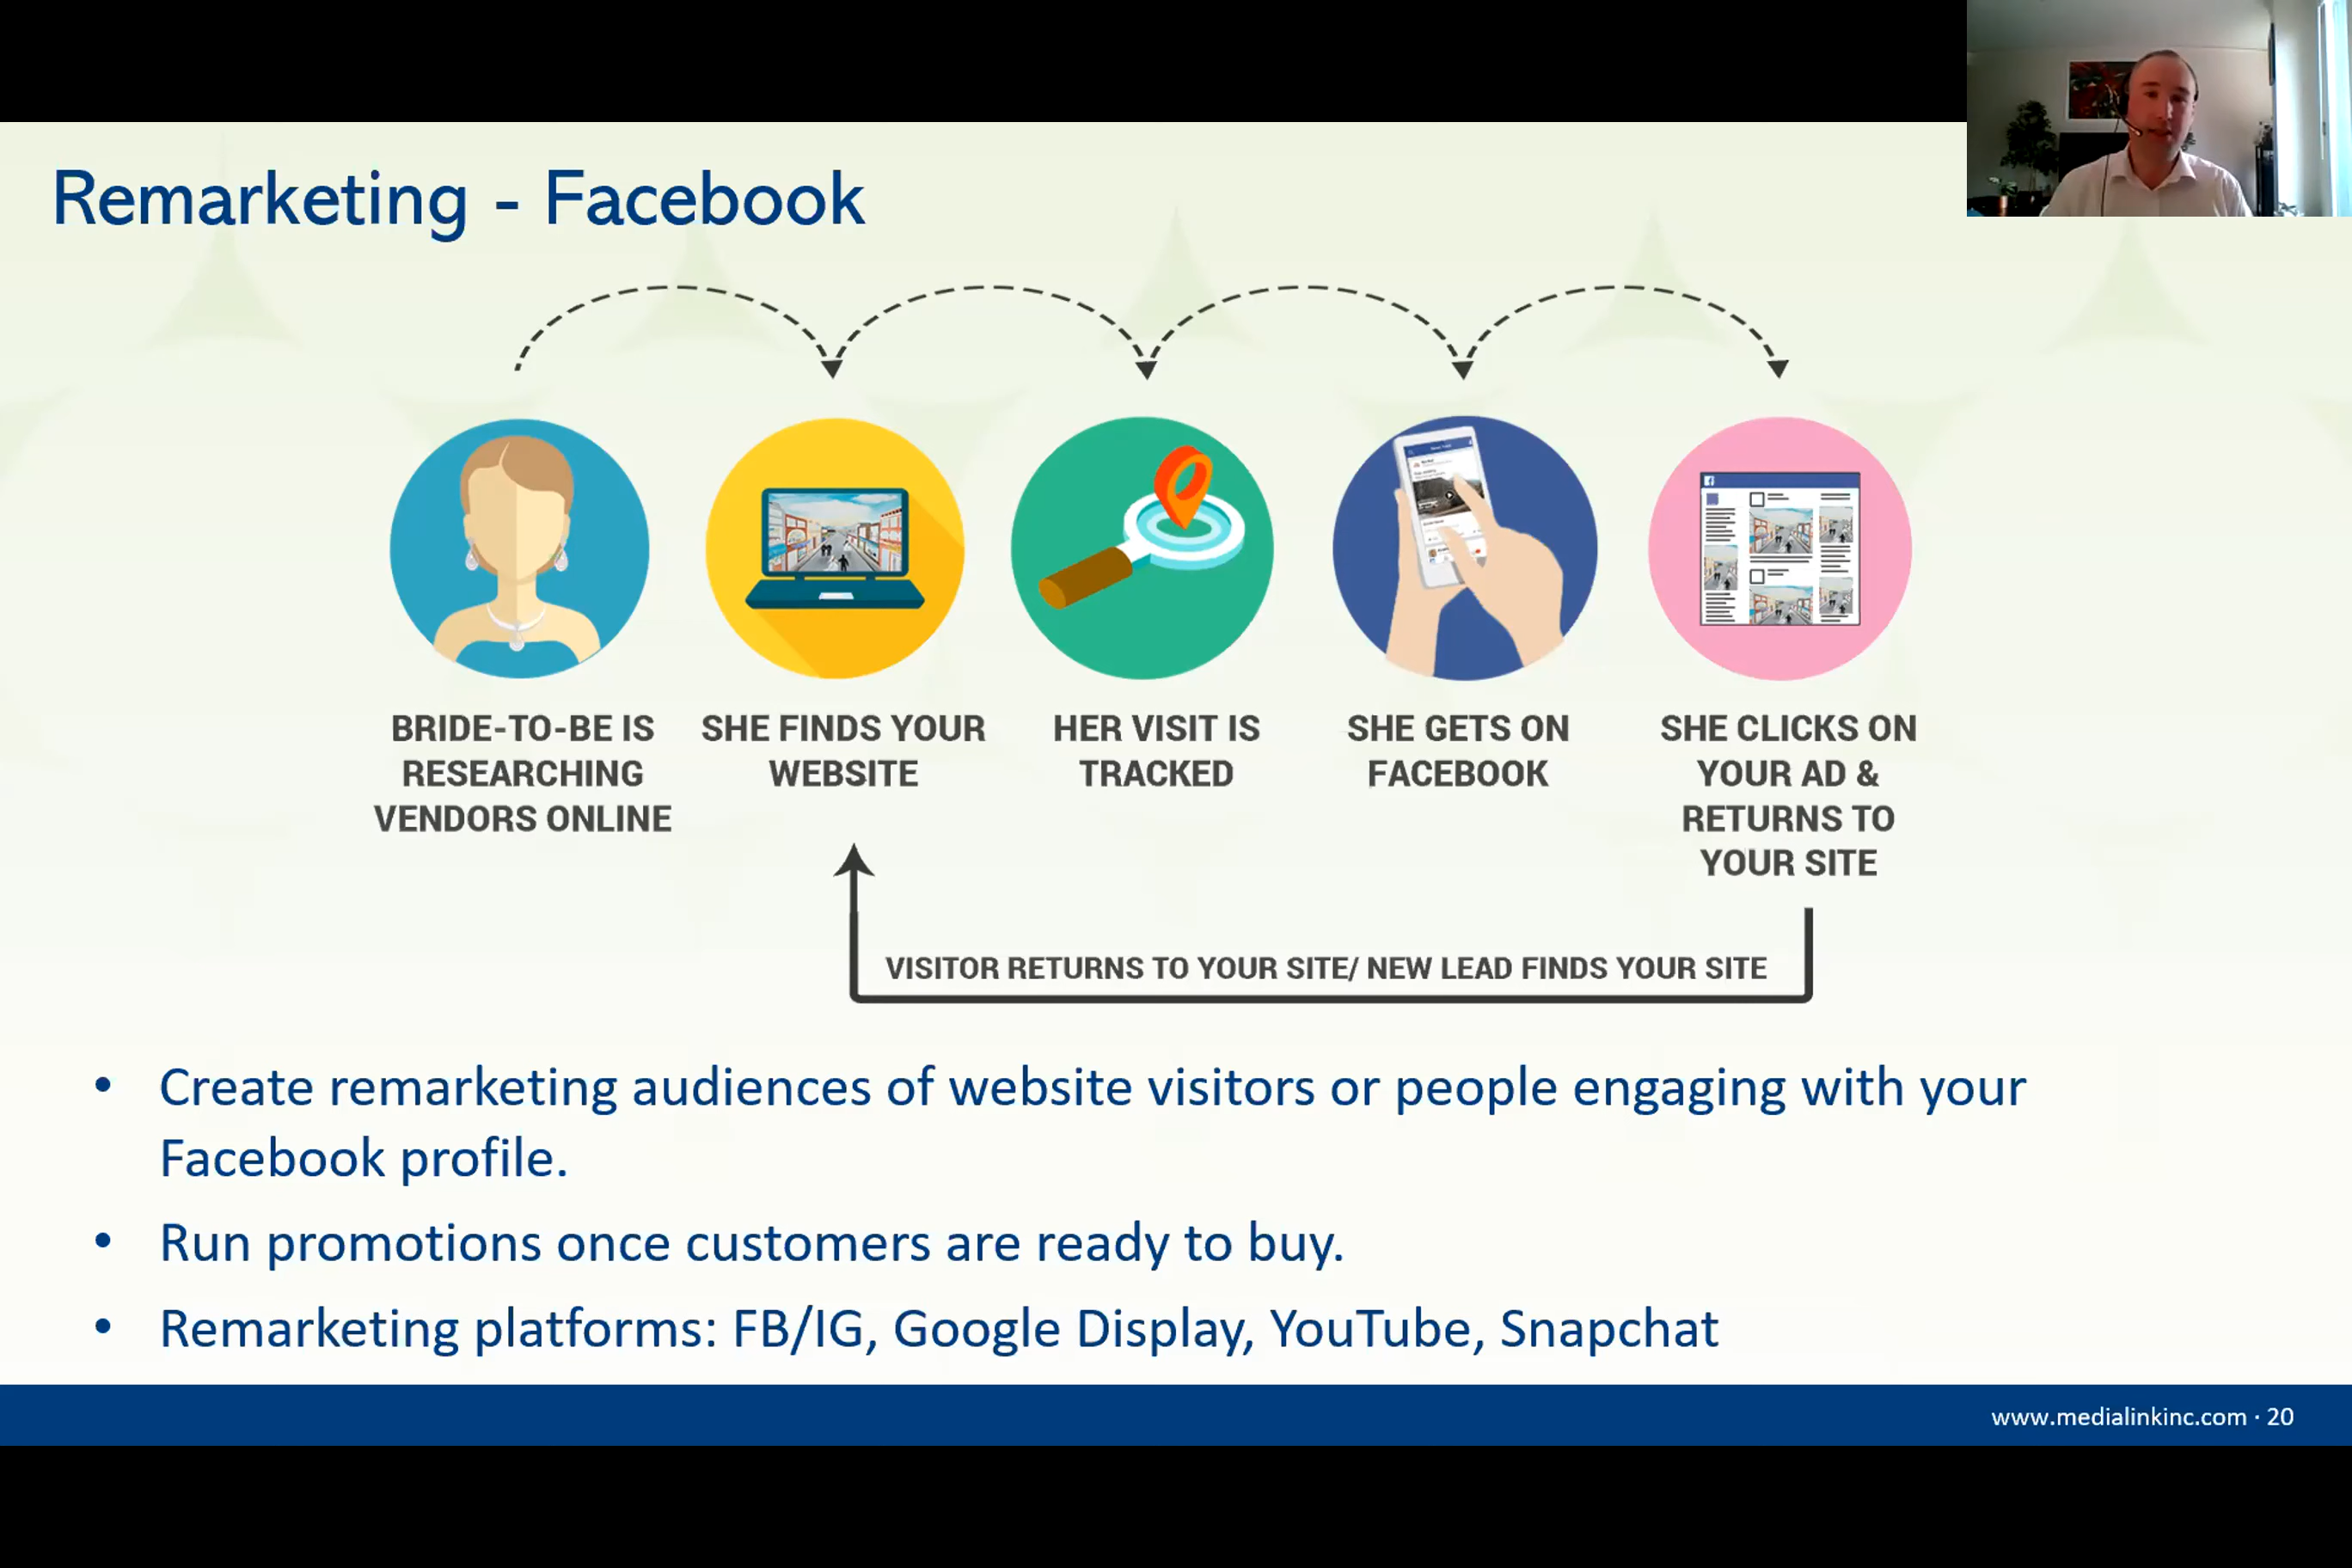 Remarketing - Facebook
BRIDE-TO-BE IS
RESEARCHING
VENDORS ONLINE
SHE FINDS YOUR
WEBSITE
HER VISIT IS
TRACKED
SHE GETS ON
FACEBOOK
SHE CLICKS ON
YOUR AD &
RETURNS TO
YOUR SITE
VISITOR RETURNS TO YOUR SITE/ NEW LEAD FINDS YOUR SITE
• Create remarketing audiences of website visitors or people engaging with your
Facebook profile.
• Run promotions once customers are ready to buy.
• Remarketing platforms: FB/IG, Google Display, YouTube, Snapchat
www.medialinkinc.com · 20